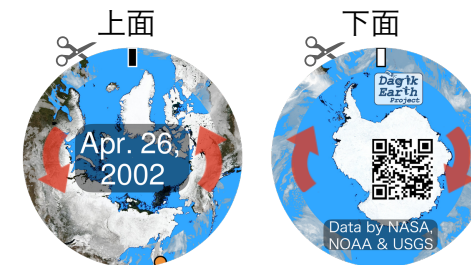 上面
下面
Apr. 26,
2002
Dagik
Earth
Project
Data by NASA,
NOAA & USGS